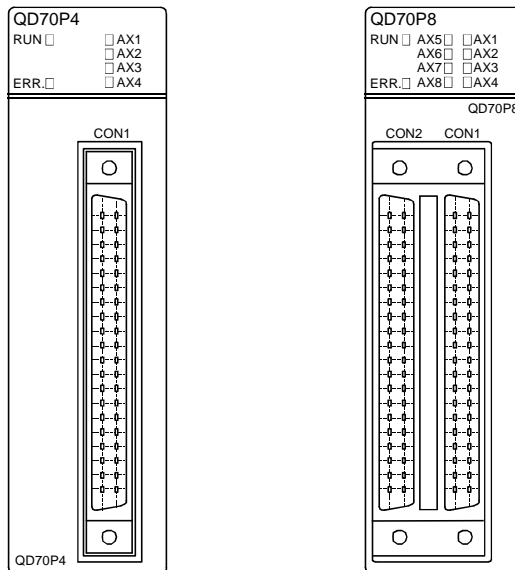 QD70P4
RUN AX1
AX2
AX3
ERR. AX4
CON1
QD70P4
QD70P8
RUN AX5 AX1
AX6 AX2
AX7 AX3
ERR. AX8 AX4
QD70P8
CON2 CON1